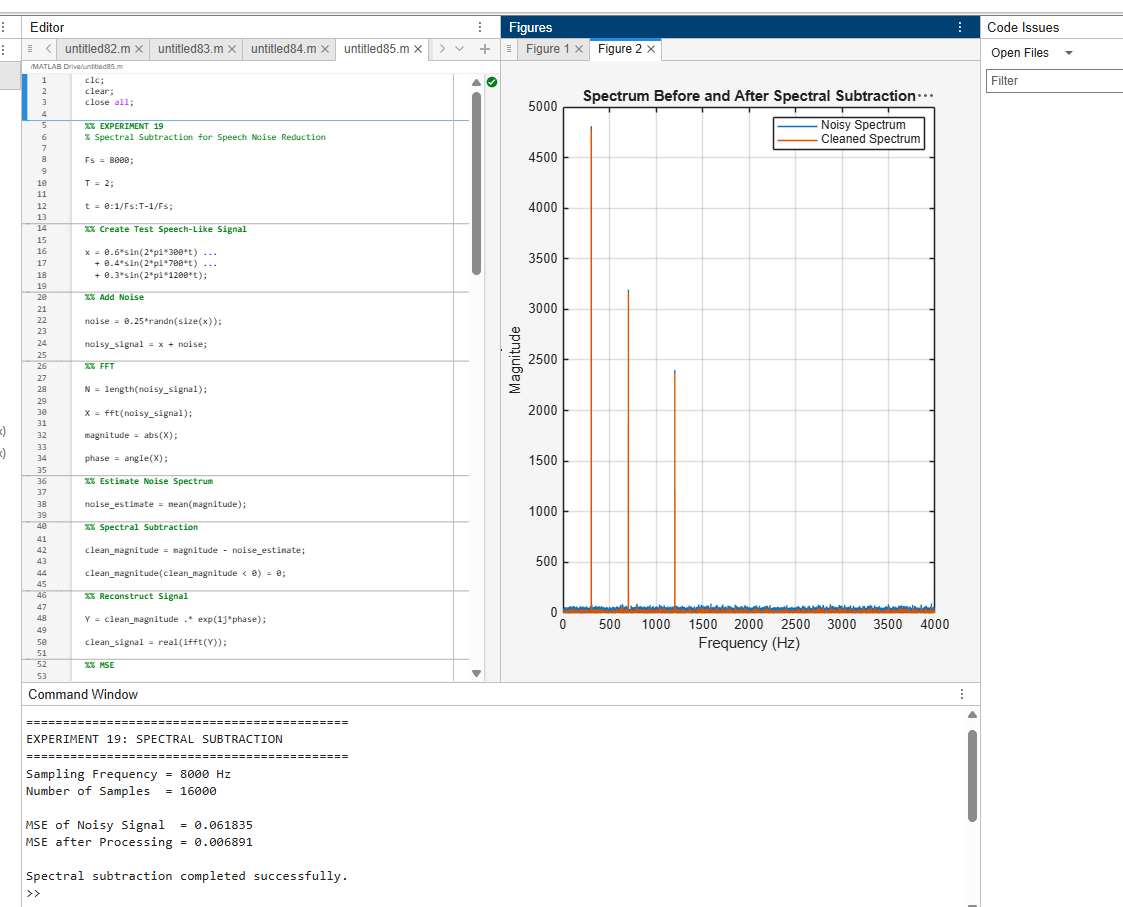 Editor
untitled82.m × untitled83.m × untitled84.m × untitled85.m ×
/MATLAB Drive/untitled85.m
1 clc;
2 clear;
3 close all;
4
5 %% EXPERIMENT 19
6 % Spectral Subtraction for Speech Noise Reduction
7
8 Fs = 8000;
9
10 T = 2;
11
12 t = 0:1/Fs:T-1/Fs;
13
14 %% Create Test Speech-Like Signal
15
16 x = 0.6*sin(2*pi*300*t) ...
17 + 0.4*sin(2*pi*700*t) ...
18 + 0.3*sin(2*pi*1200*t);
19
20 %% Add Noise
21
22 noise = 0.25*randn(size(x));
23
24 noisy_signal = x + noise;
25
26 %% FFT
27
28 N = length(noisy_signal);
29
30 X = fft(noisy_signal);
31
32 magnitude = abs(X);
33
34 phase = angle(X);
35
36 %% Estimate Noise Spectrum
37
38 noise_estimate = mean(magnitude);
39
40 %% Spectral Subtraction
41
42 clean_magnitude = magnitude - noise_estimate;
43
44 clean_magnitude(clean_magnitude < 0) = 0;
45
46 %% Reconstruct Signal
47
48 Y = clean_magnitude .* exp(1j*phase);
49
50 clean_signal = real(ifft(Y));
51
52 %% MSE
53
Figures
Figure 1 × Figure 2 ×
Spectrum Before and After Spectral Subtraction
Noisy Spectrum
Cleaned Spectrum
5000
4500
4000
3500
3000
2500
2000
1500
1000
500
0
Magnitude
0 500 1000 1500 2000 2500 3000 3500 4000
Frequency (Hz)
Code Issues
Open Files
Filter
x)
x)
Command Window
============================================
EXPERIMENT 19: SPECTRAL SUBTRACTION
============================================
Sampling Frequency = 8000 Hz
Number of Samples  = 16000
MSE of Noisy Signal  = 0.061835
MSE after Processing = 0.006891
Spectral subtraction completed successfully.
>>